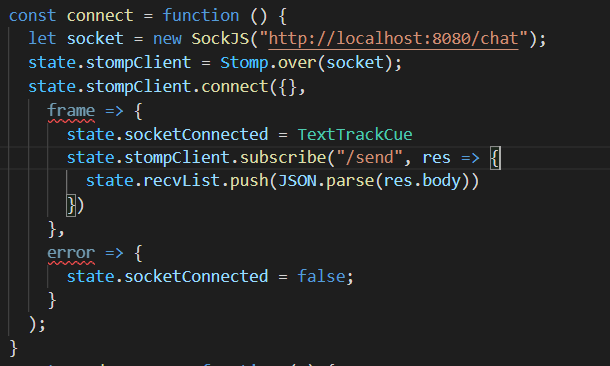 const connect = function () {
let socket = new SockJS("http://localhost:8080/chat");
state.stompClient = Stomp.over(socket);
state.stompClient.connect({},
frame => {
state.socketConnected = TextTrackCue
state.stompClient.subscribe("/send", res => {
state.recvList.push(JSON.parse(res.body))
})
},
error => {
state.socketConnected = false;
}
);
}